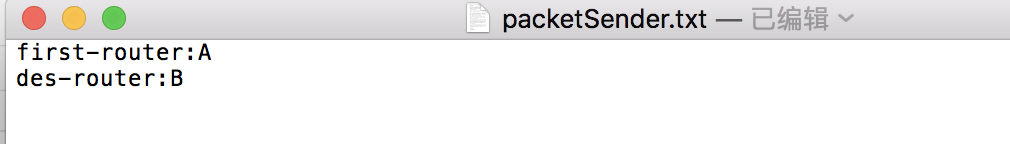 packetSender.txt — 已编辑
first-router:A
des-router:B